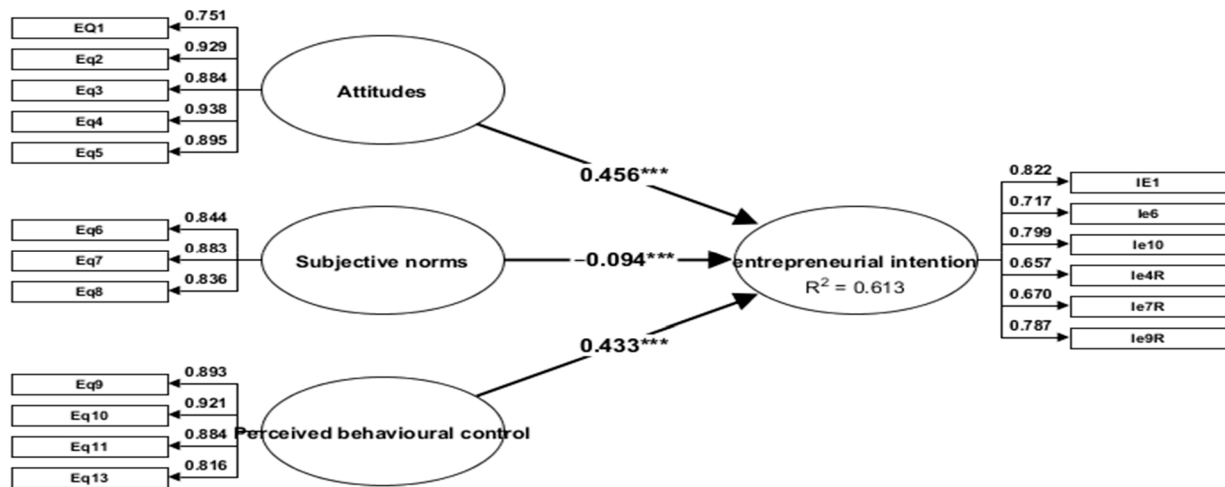 0.751
EQ1
0.929
Eq2
0.884
Eq3
0.938
Eq4
0.895
Eq5
Attitudes
0.456***
0.844
Eq6
0.883
Eq7
0.836
Eq8
Subjective norms
–0.094***
entrepreneurial intention
R² = 0.613
0.822
IE1
0.717
Ie6
0.799
Ie10
0.657
Ie4R
0.670
Ie7R
0.787
Ie9R
0.433***
0.893
Eq9
0.921
Eq10
0.884
Eq11
0.816
Eq13
Perceived behavioural control